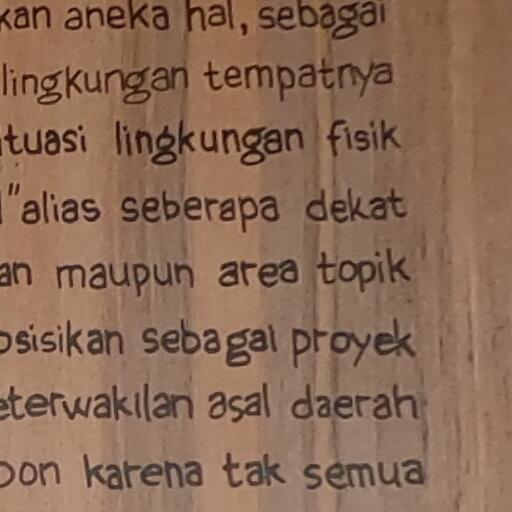 kan aneka hal, sebagai
lingkungan tempatnya
tuasi lingkungan fisik
" alias seberapa dekat
an maupun area topik
osisikan sebagai proyek
eterwakilan asal daerah
on karena tak semua